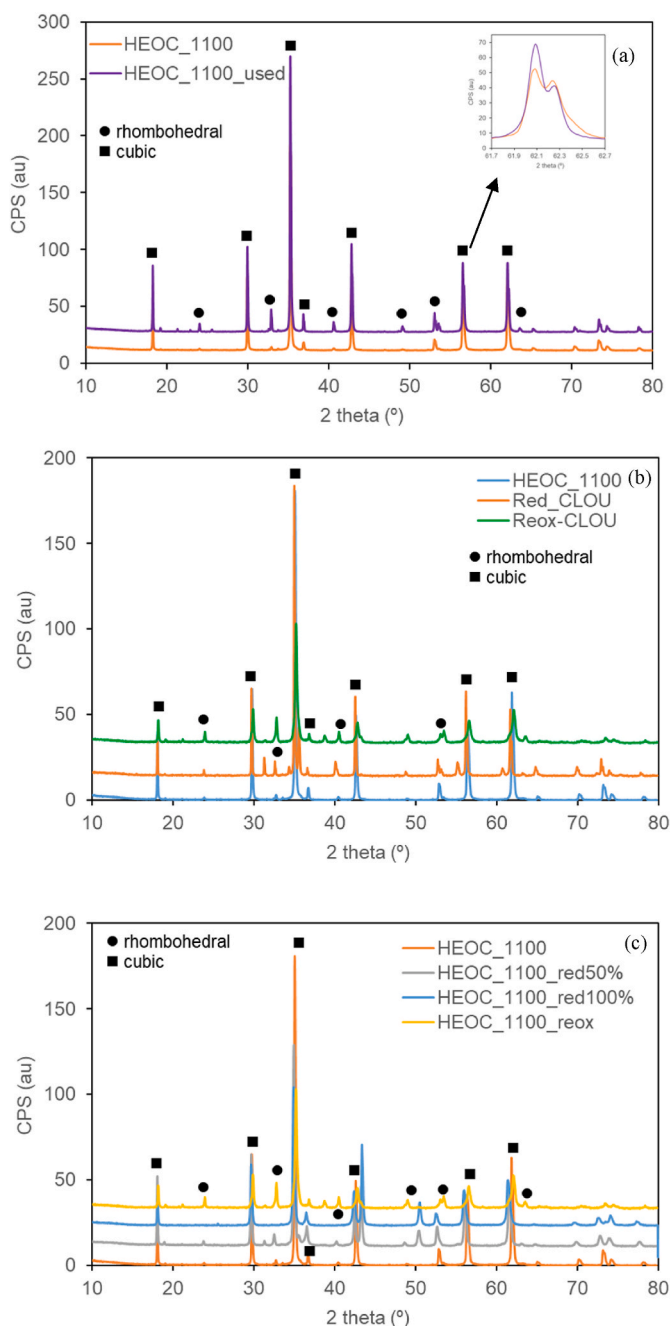 300
250
200
150
100
50
0
CPS (au)
HEOC_1100
HEOC_1100_used
rhombohedral
cubic
(a)
70
60
50
40
30
20
10
0
CPS (au)
61.7 61.9 62.1 62.3 62.5 62.7
2 theta (º)
10 20 30 40 50 60 70 80
2 theta (º)
200
150
100
50
0
CPS (au)
(b)
HEOC_1100
Red_CLOU
Reox-CLOU
rhombohedral
cubic
10 20 30 40 50 60 70 80
2 theta (º)
200
150
100
50
0
CPS (au)
rhombohedral
cubic
(c)
HEOC_1100
HEOC_1100_red50%
HEOC_1100_red100%
HEOC_1100_reox
10 20 30 40 50 60 70 80
2 theta (º)